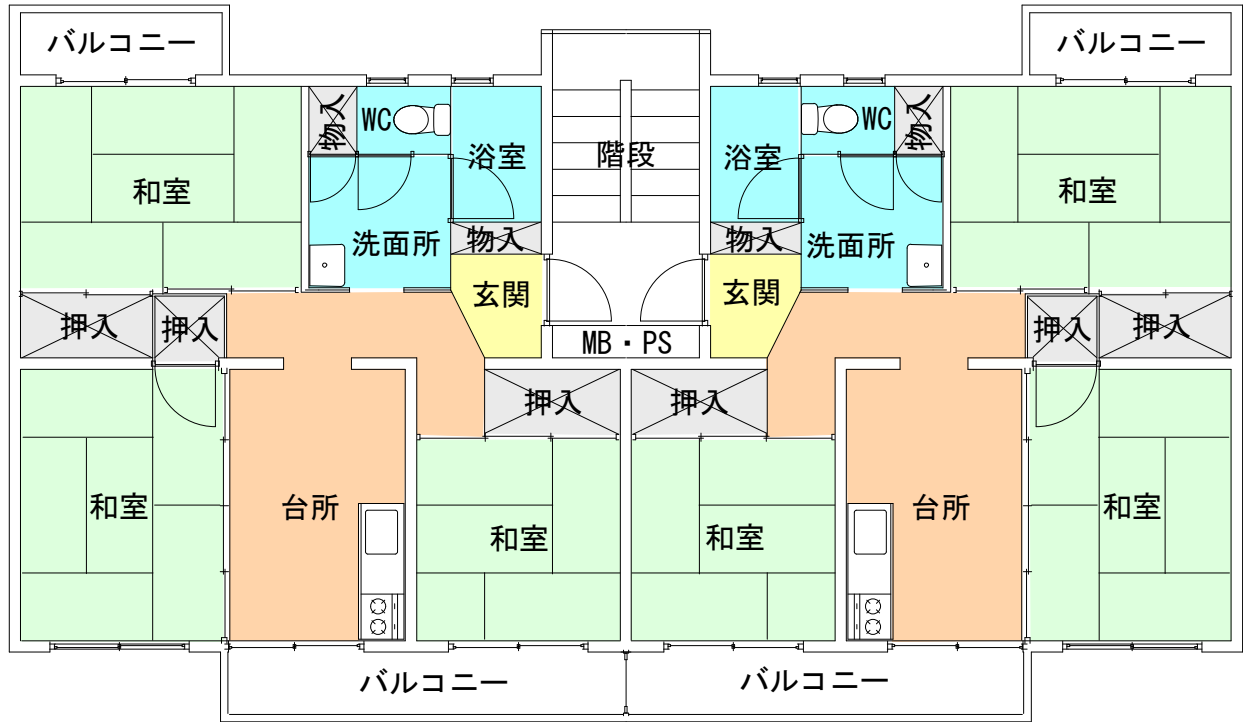 バルコニー
バルコニー
物入
WC
浴室
階段
浴室
WC
物入
和室
洗面所
物入
物入
洗面所
和室
玄関
玄関
押入
押入
MB・PS
押入
押入
押入
押入
和室
台所
和室
和室
台所
和室
バルコニー
バルコニー